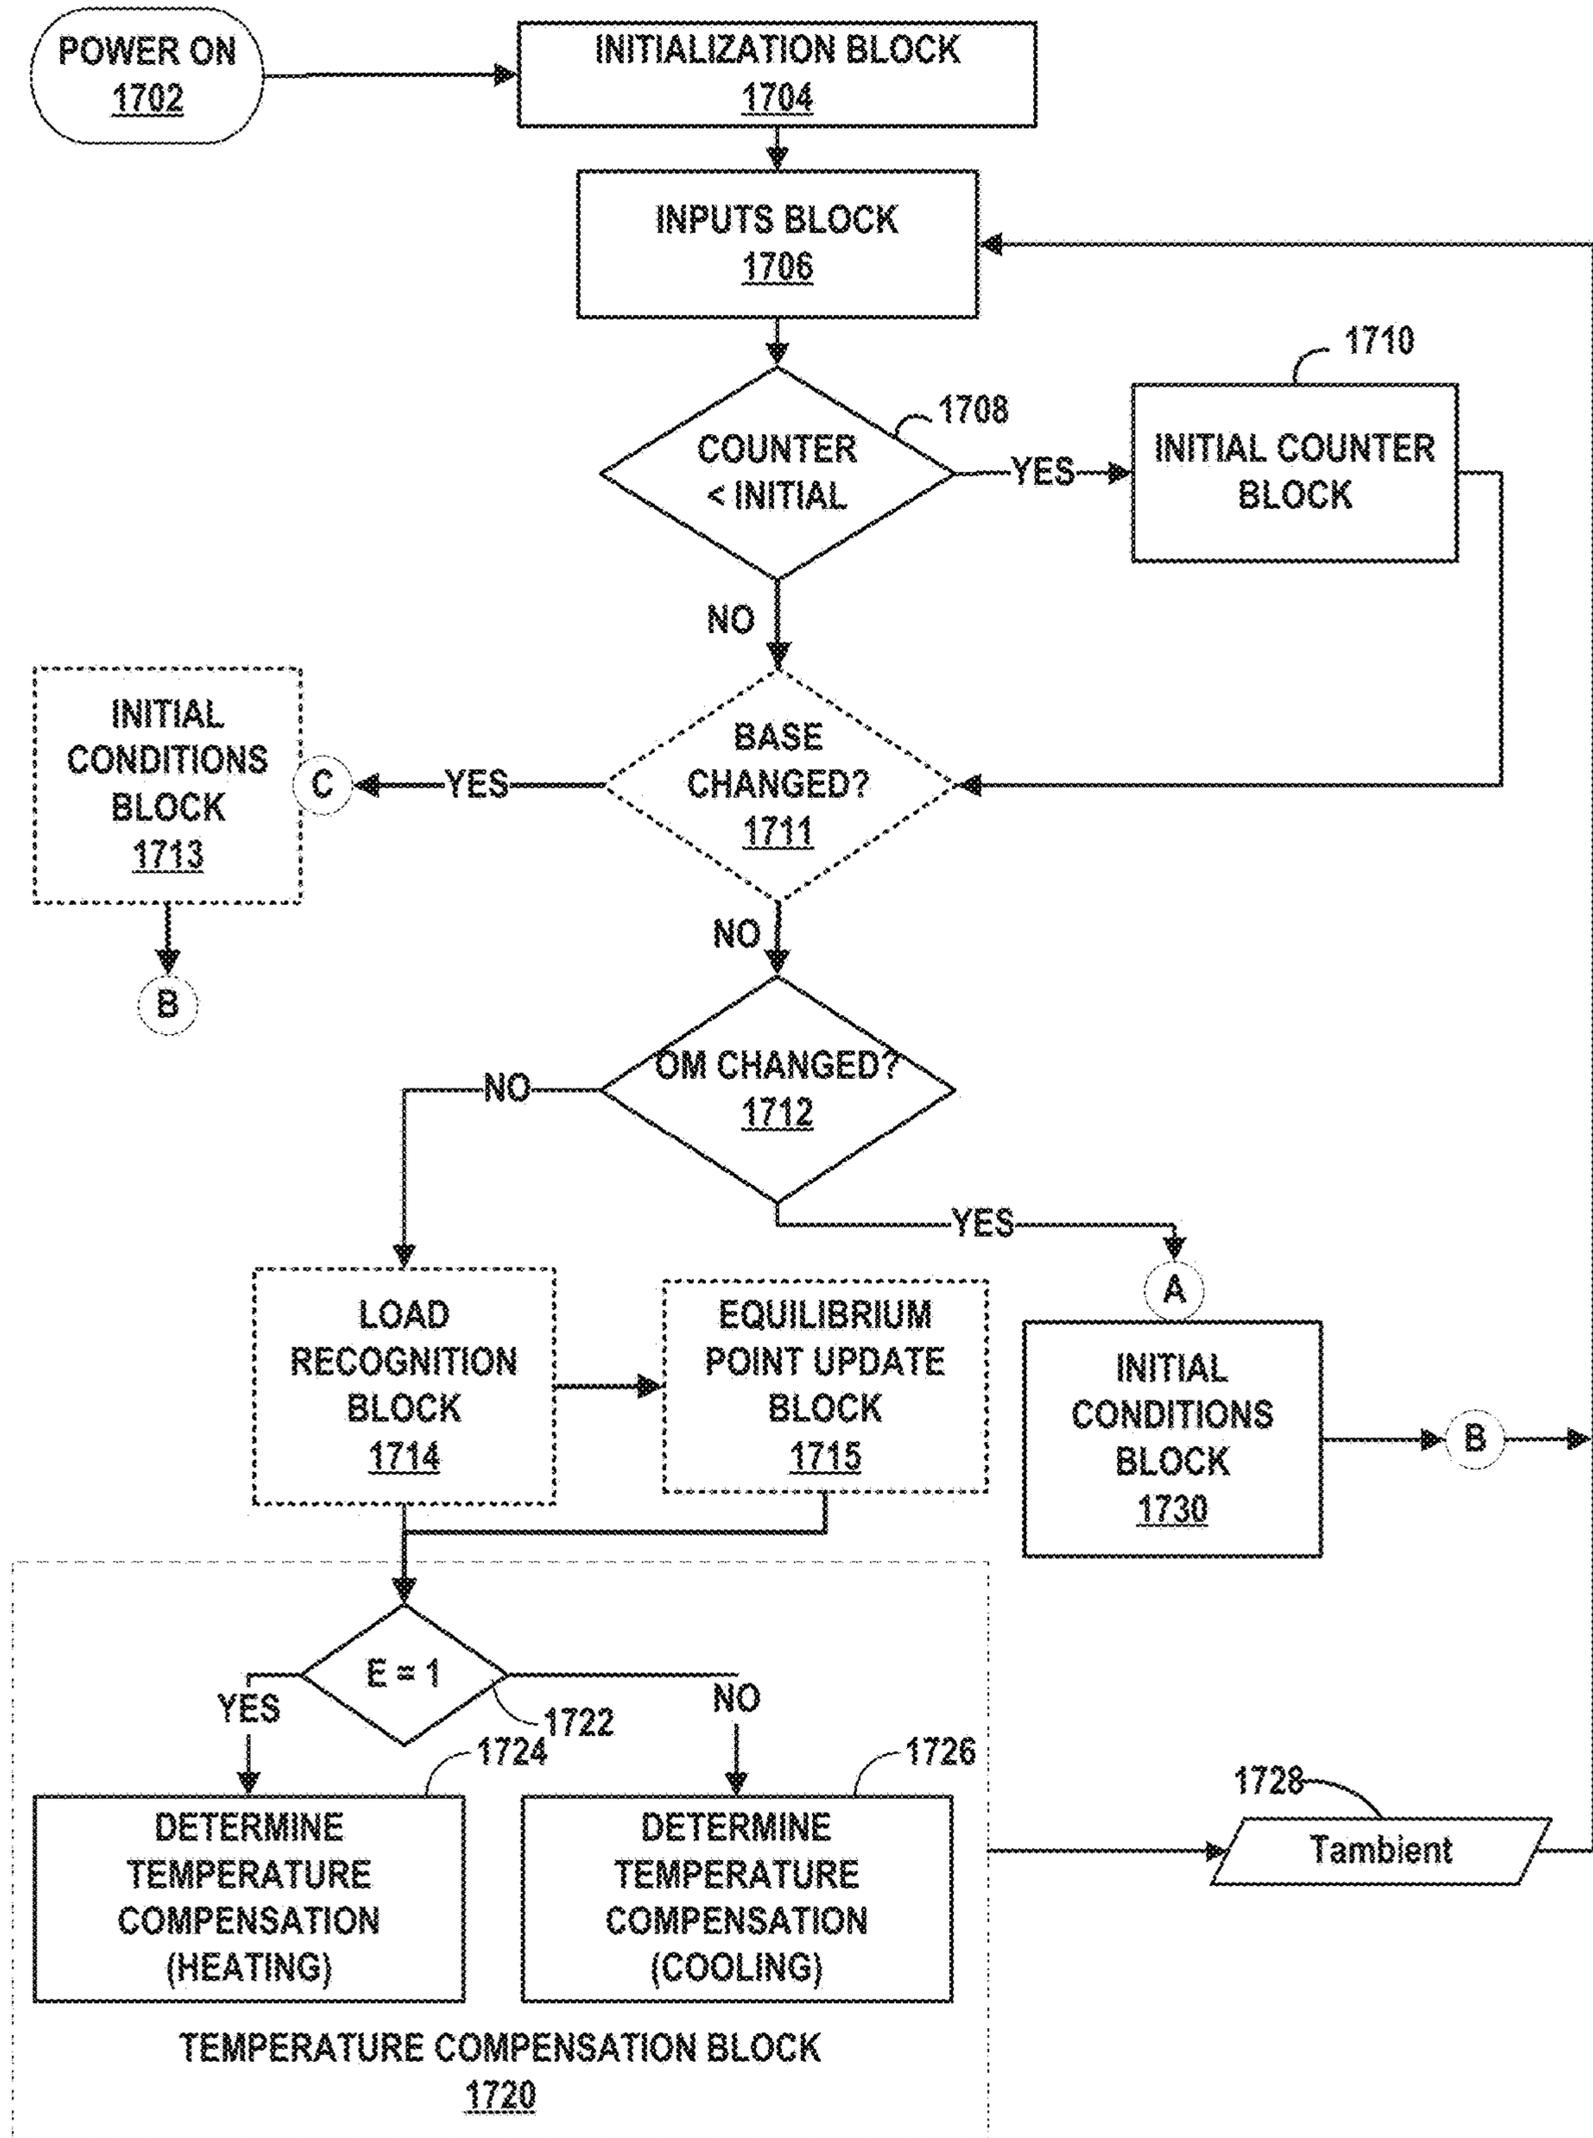 POWER ON
1702
INITIALIZATION BLOCK
1704
INPUTS BLOCK
1706
1710
1708
COUNTER
< INITIAL
YES
INITIAL COUNTER
BLOCK
NO
INITIAL
CONDITIONS
BLOCK
1713
C
YES
BASE
CHANGED?
1711
NO
B
OM CHANGED?
1712
NO
YES
A
LOAD
RECOGNITION
BLOCK
1714
EQUILIBRIUM
POINT UPDATE
BLOCK
1715
INITIAL
CONDITIONS
BLOCK
1730
B
E = 1
YES
NO
1722
1724
1726
DETERMINE
TEMPERATURE
COMPENSATION
(HEATING)
DETERMINE
TEMPERATURE
COMPENSATION
(COOLING)
1728
Tambient
TEMPERATURE COMPENSATION BLOCK
1720